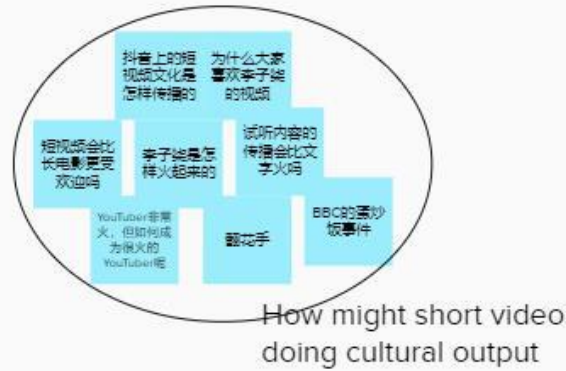 抖音上的短
视频文化是
怎样传播的
为什么大家
喜欢李子柒
的视频
短视频会比
长电影更受
欢迎吗
李子柒是怎
样火起来的
试听内容的
传播会比文
字火吗
YouTuber非常
火，但如何成
为很火的
YouTuber呢
翻花手
BBC的蛋炒
饭事件
How might short video
doing cultural output